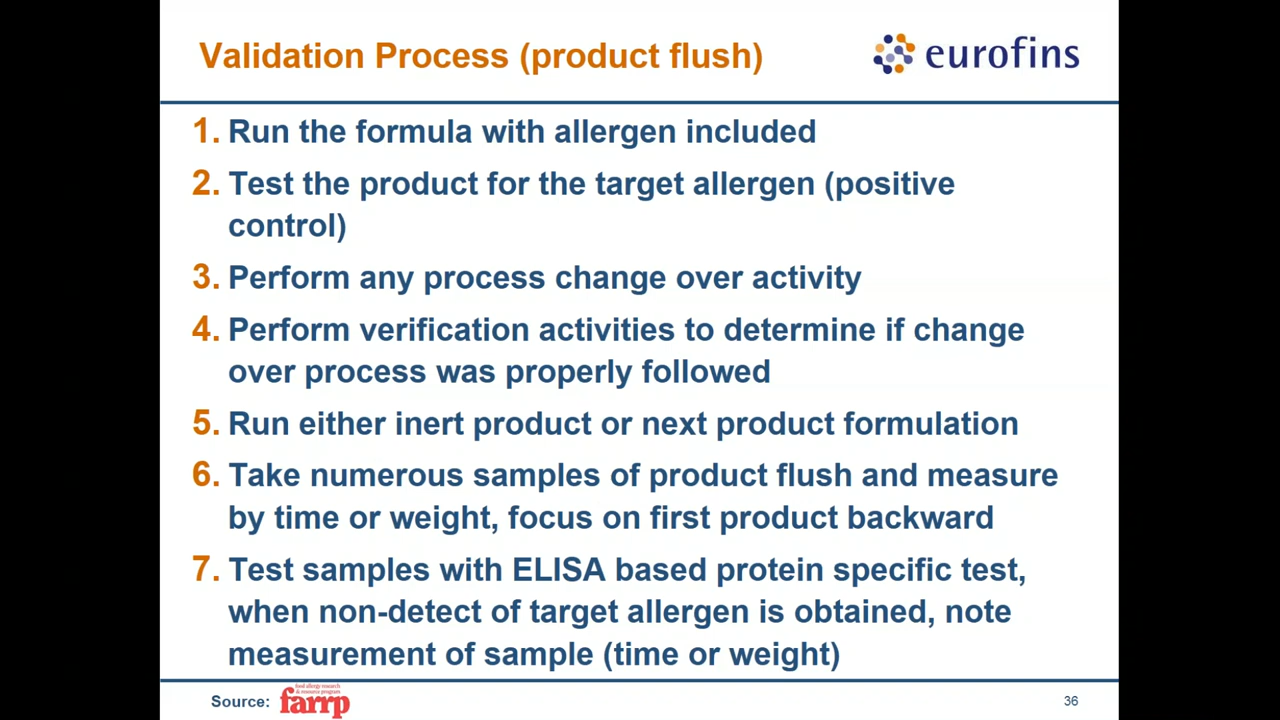 Validation Process (product flush)
eurofins
1. Run the formula with allergen included
2. Test the product for the target allergen (positive
control)
3. Perform any process change over activity
4. Perform verification activities to determine if change
over process was properly followed
5. Run either inert product or next product formulation
6. Take numerous samples of product flush and measure
by time or weight, focus on first product backward
7. Test samples with ELISA based protein specific test,
when non-detect of target allergen is obtained, note
measurement of sample (time or weight)
Source:
food allergy research
& resource program
farrp
36